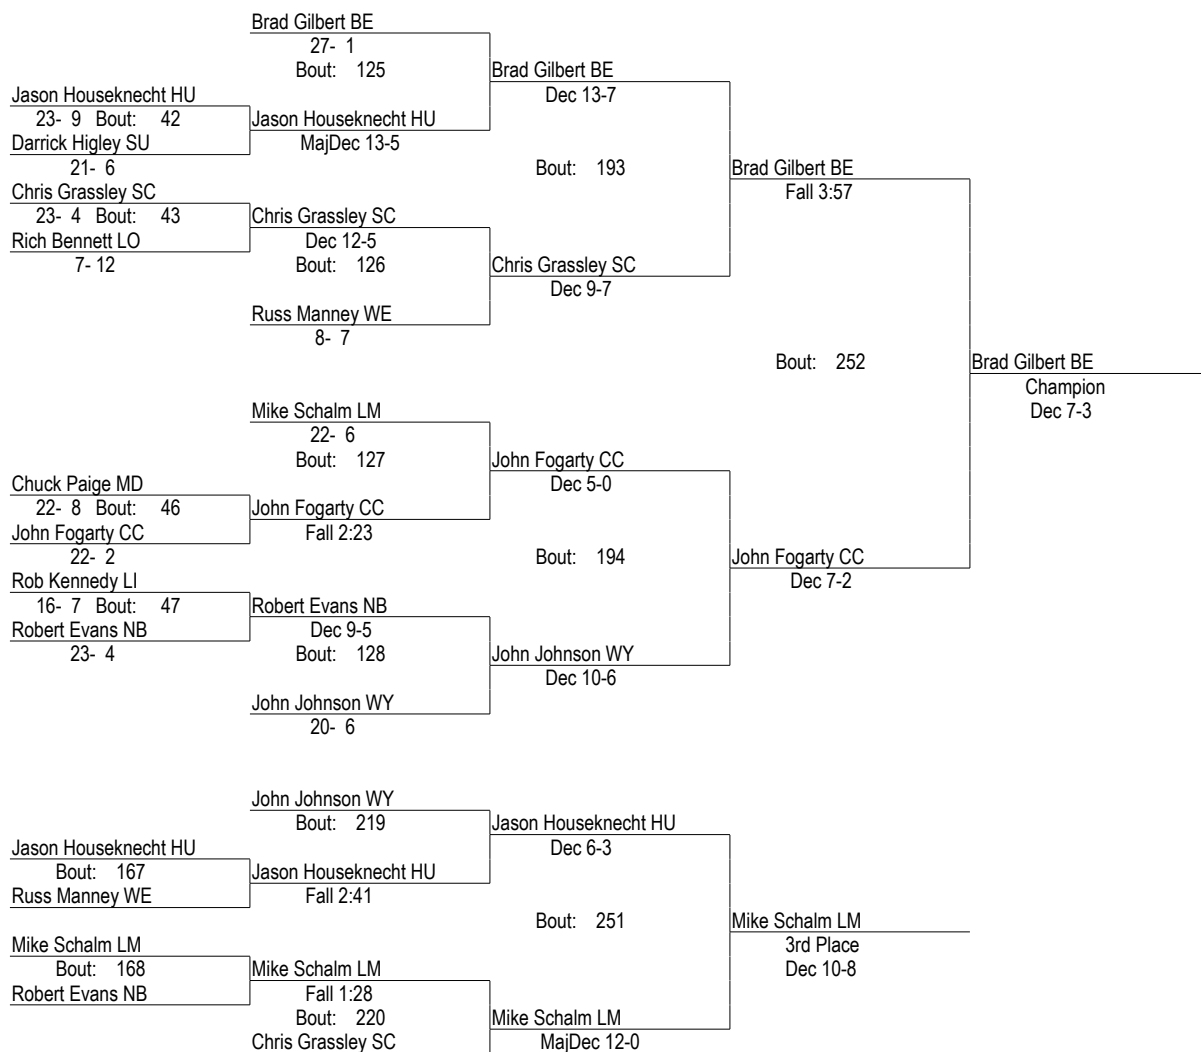 Brad Gilbert BE
27- 1
Bout: 125
Brad Gilbert BE
Dec 13-7
Jason Houseknecht HU
23- 9 Bout: 42
Jason Houseknecht HU
Darrick Higley SU
MajDec 13-5
21- 6
Bout: 193
Brad Gilbert BE
Fall 3:57
Chris Grassley SC
23- 4 Bout: 43
Chris Grassley SC
Rich Bennett LO
Dec 12-5
7- 12
Bout: 126
Chris Grassley SC
Dec 9-7
Russ Manney WE
8- 7
Bout: 252
Brad Gilbert BE
Champion
Dec 7-3
Mike Schalm LM
22- 6
Bout: 127
John Fogarty CC
Dec 5-0
Chuck Paige MD
22- 8 Bout: 46
John Fogarty CC
John Fogarty CC
Fall 2:23
22- 2
Bout: 194
John Fogarty CC
Dec 7-2
Rob Kennedy LI
16- 7 Bout: 47
Robert Evans NB
Robert Evans NB
Dec 9-5
23- 4
Bout: 128
John Johnson WY
Dec 10-6
John Johnson WY
20- 6
John Johnson WY
Bout: 219
Jason Houseknecht HU
Dec 6-3
Jason Houseknecht HU
Bout: 167
Jason Houseknecht HU
Russ Manney WE
Fall 2:41
Bout: 251
Mike Schalm LM
3rd Place
Dec 10-8
Mike Schalm LM
Bout: 168
Mike Schalm LM
Robert Evans NB
Fall 1:28
Bout: 220
Mike Schalm LM
Chris Grassley SC
MajDec 12-0